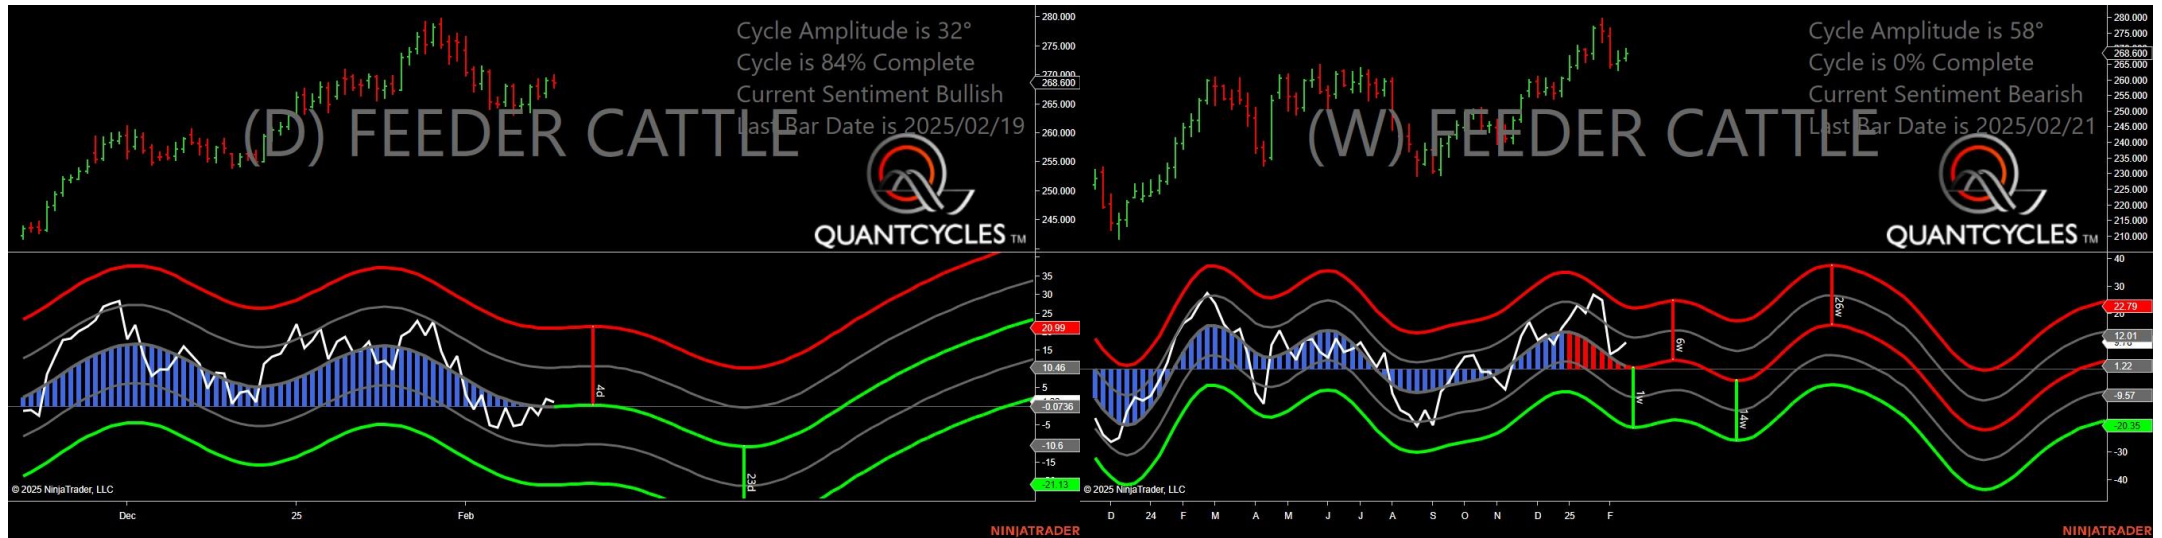 Cycle Amplitude is 32°
Cycle is 84% Complete
Current Sentiment Bullish
Last Bar Date is 2025/02/19
(D) FEEDER CATTLE
QUANTCYCLES TM
280.000
275.000
270.000
268.600
265.000
260.000
255.000
250.000
245.000
35
30
25
20.99
15
10.46
5
-0.0736
-5
-10.6
-15
-21.13
4d
23d
© 2025 NinjaTrader, LLC
Dec
25
Feb
NINJATRADER
Cycle Amplitude is 58°
Cycle is 0% Complete
Current Sentiment Bearish
Last Bar Date is 2025/02/21
(W) FEEDER CATTLE
QUANTCYCLES TM
280.000
275.000
268.600
265.000
260.000
255.000
250.000
245.000
240.000
235.000
230.000
225.000
220.000
215.000
210.000
40
30
22.79
12.01
1.22
-9.57
-20.35
-30
-40
6w
1w
14w
26w
© 2025 NinjaTrader, LLC
D 24 F M A M J J A S O N D 25 F
NINJATRADER